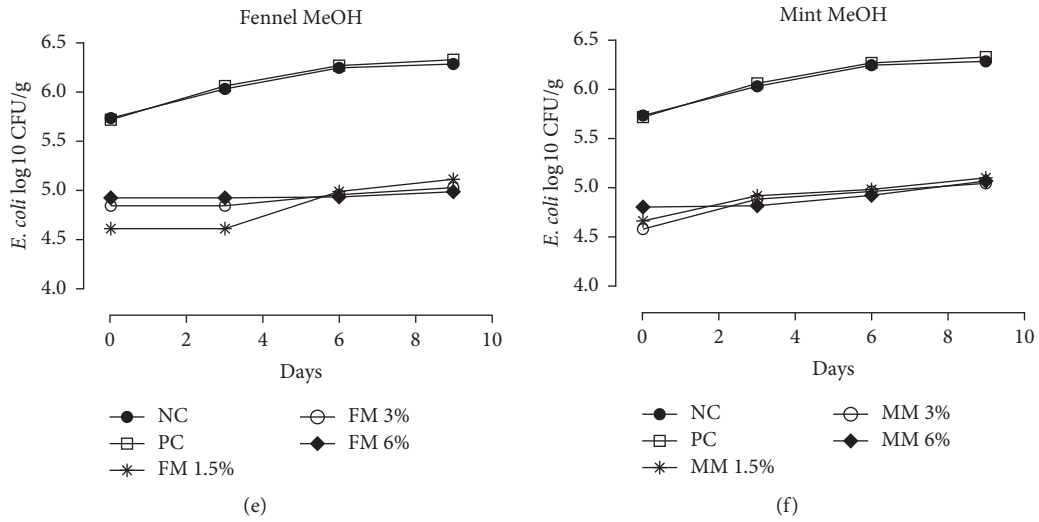 Fennel MeOH
E. coli log10 CFU/g
6.5
6.0
5.5
5.0
4.5
4.0
0 2 4 6 8 10
Days
NC
PC
FM 1.5%
FM 3%
FM 6%
(e)
Mint MeOH
E. coli log10 CFU/g
6.5
6.0
5.5
5.0
4.5
4.0
0 2 4 6 8 10
Days
NC
PC
MM 1.5%
MM 3%
MM 6%
(f)